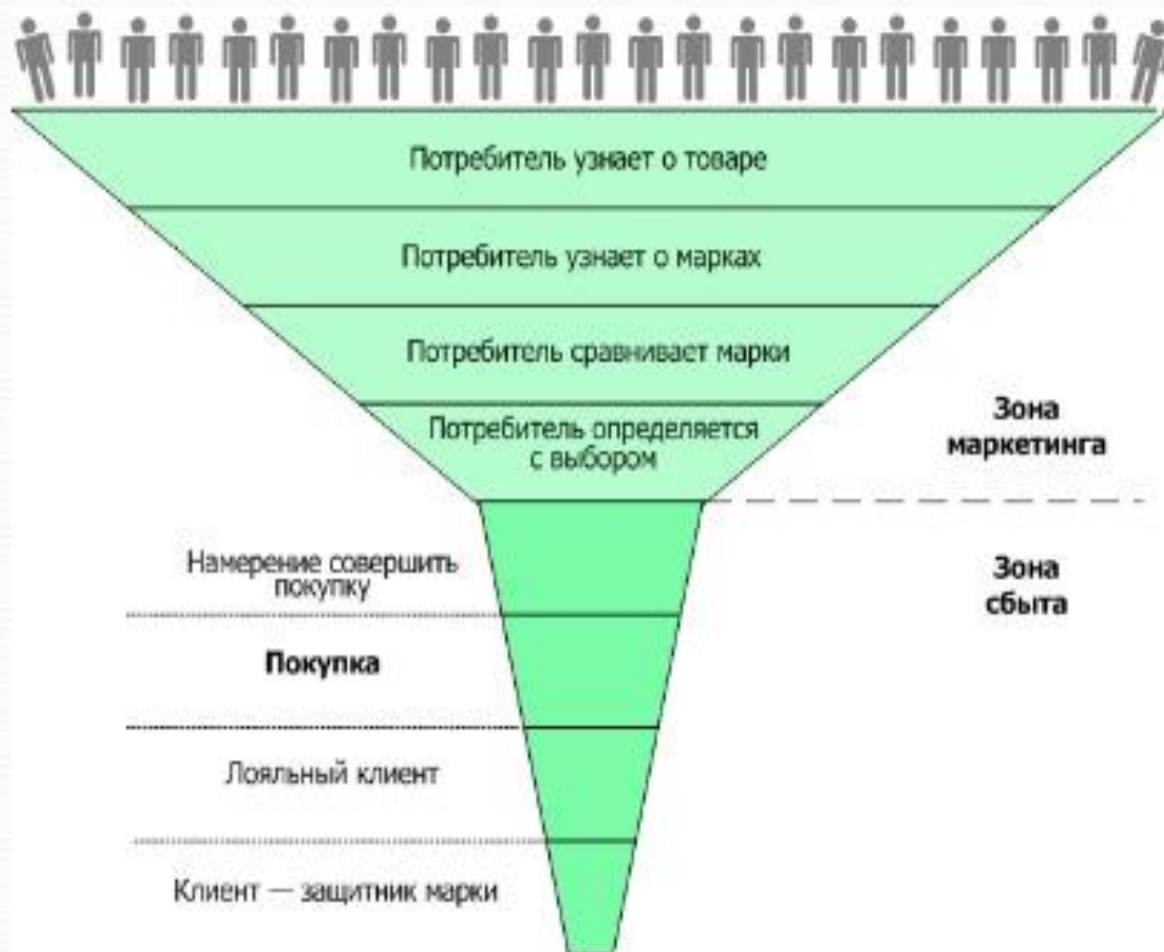 Потребитель узнает о товаре
Потребитель узнает о марках
Потребитель сравнивает марки
Потребитель определяется
с выбором
Зона
маркетинга
Намерение совершить
покупку
Зона
сбыта
Покупка
Лояльный клиент
Клиент — защитник марки